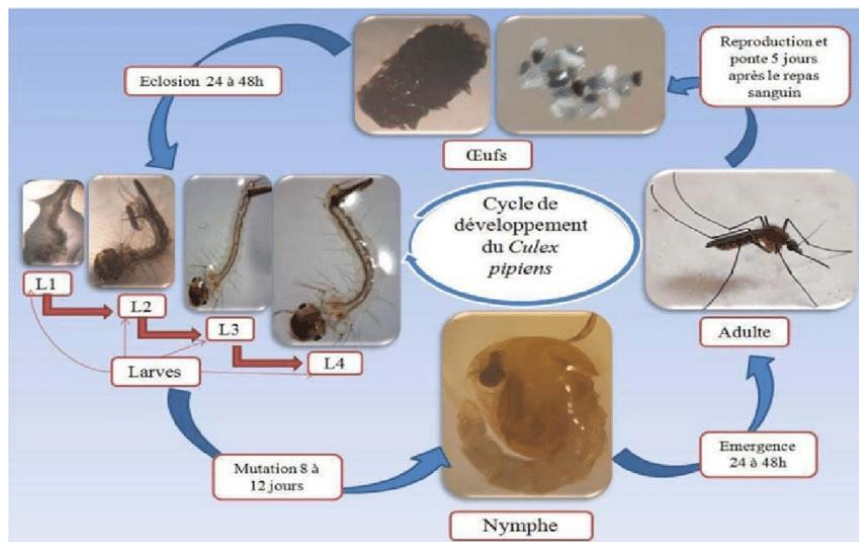 Reproduction et
ponte 5 jours
après le repas
sanguin
Eclosion 24 à 48h
Œufs
Cycle de
développement
du Culex
pipiens
L1
L2
L3
L4
Larves
Adulte
Mutation 8 à
12 jours
Emergence
24 à 48h
Nymphe